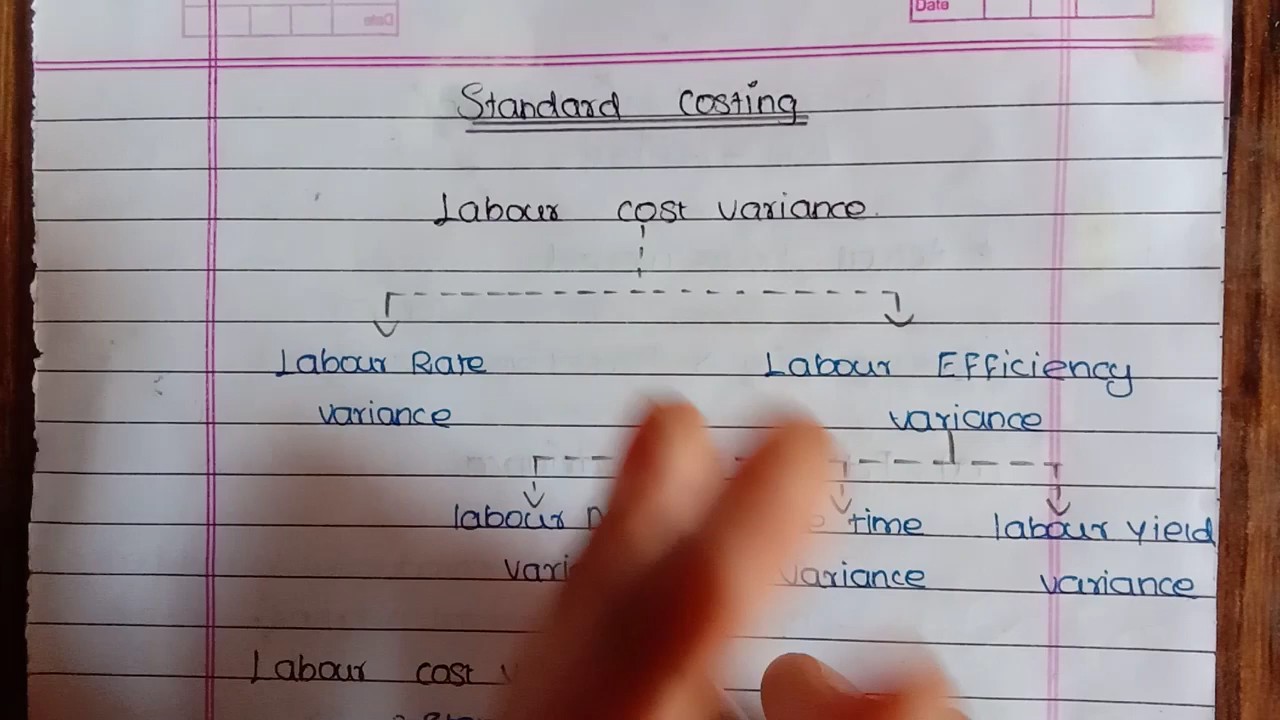 Date
Standard costing
Labour cost variance
Labour Rate Labour Efficiency
variance variance
labour time labour yield
variance variance
Labour cost